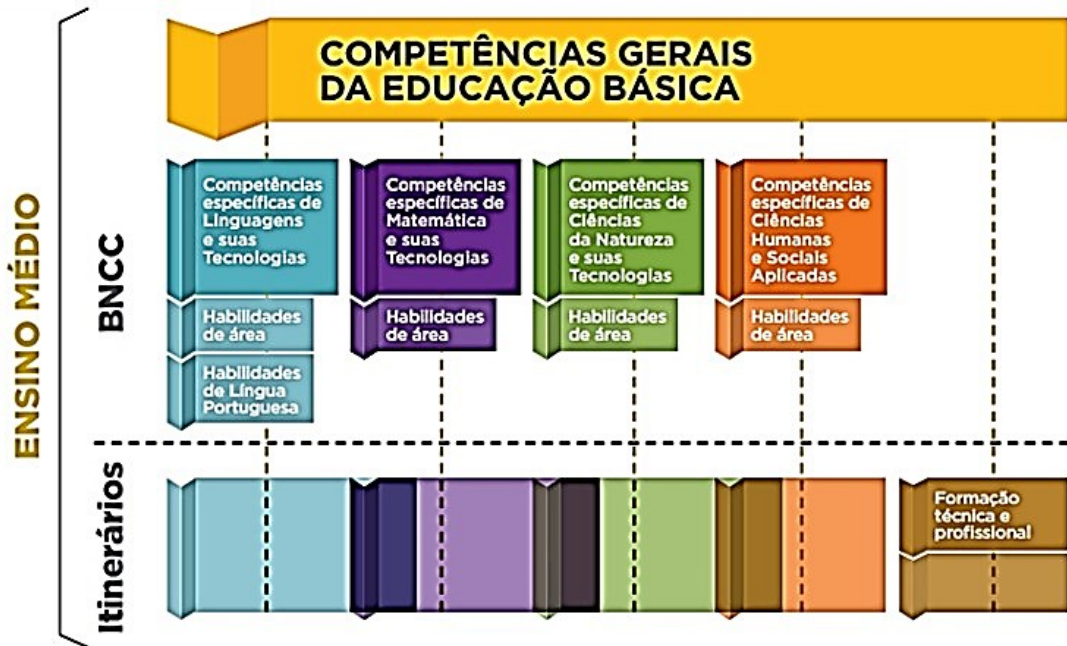 ENSINO MÉDIO
COMPETÊNCIAS GERAIS
DA EDUCAÇÃO BÁSICA
BNCC
Competências
específicas de
Linguagens
e suas
Tecnologias
Habilidades
de área
Habilidades
de Língua
Portuguesa
Competências
específicas de
Matemática
e suas
Tecnologias
Habilidades
de área
Competências
específicas de
Ciências
da Natureza
e suas
Tecnologias
Habilidades
de área
Competências
específicas de
Ciências
Humanas
e Sociais
Aplicadas
Habilidades
de área
Itinerários
Formação
técnica e
profissional